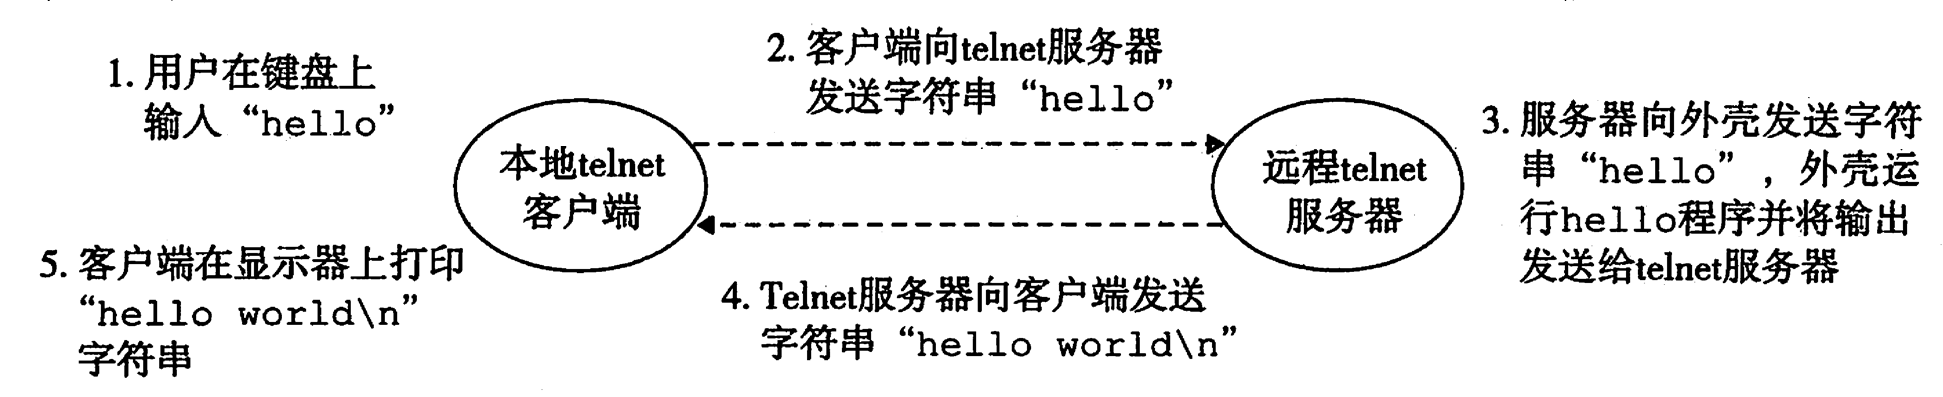 1. 用户在键盘上
输入“hello”
2. 客户端向telnet服务器
发送字符串“hello”
本地telnet
客户端
远程telnet
服务器
3. 服务器向外壳发送字符
串“hello”，外壳运
行hello程序并将输出
发送给telnet服务器
4. Telnet服务器向客户端发送
字符串“hello world\n”
5. 客户端在显示器上打印
“hello world\n”
字符串